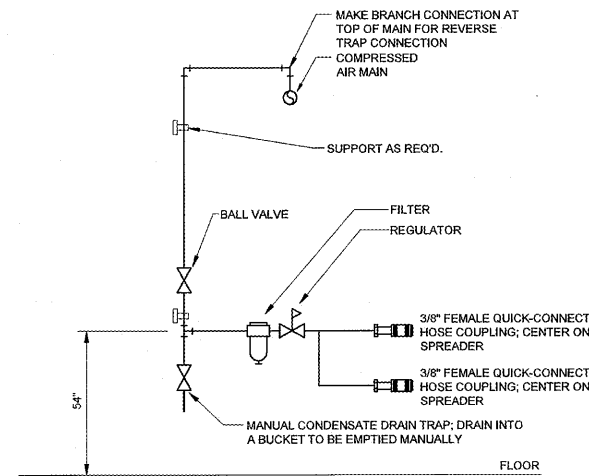 MAKE BRANCH CONNECTION AT
TOP OF MAIN FOR REVERSE
TRAP CONNECTION
COMPRESSED
AIR MAIN
SUPPORT AS REQ'D.
BALL VALVE
FILTER
REGULATOR
3/8" FEMALE QUICK-CONNECT
HOSE COUPLING; CENTER ON
SPREADER
3/8" FEMALE QUICK-CONNECT
HOSE COUPLING; CENTER ON
SPREADER
54"
MANUAL CONDENSATE DRAIN TRAP; DRAIN INTO
A BUCKET TO BE EMPTIED MANUALLY
FLOOR